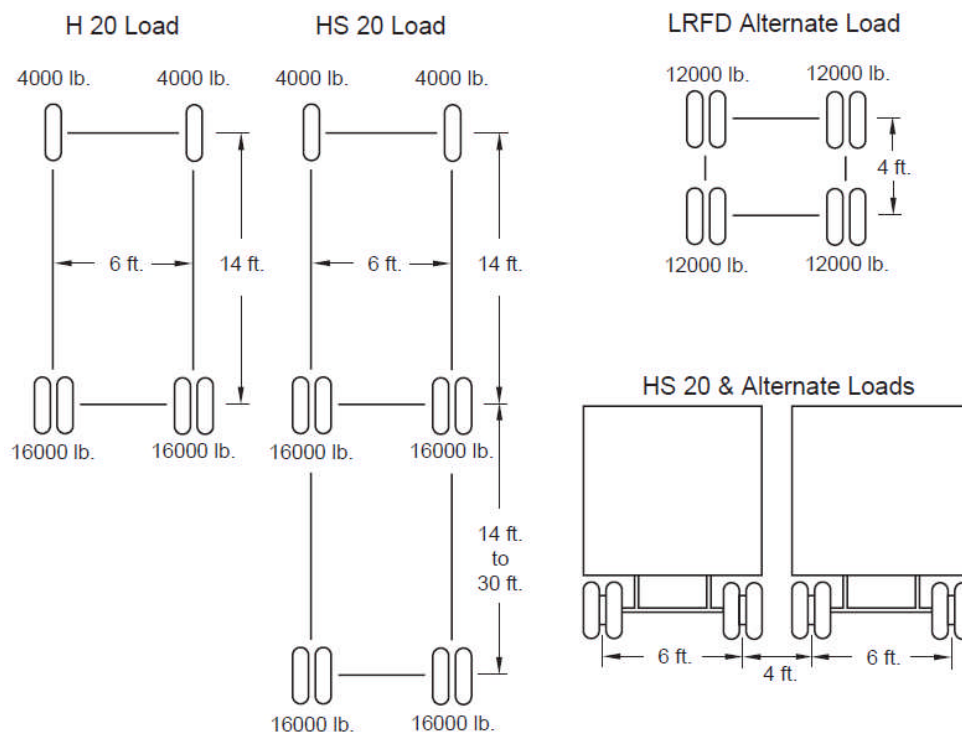 H 20 Load
HS 20 Load
LRFD Alternate Load
4000 lb.
4000 lb.
4000 lb.
4000 lb.
12000 lb.
12000 lb.
4 ft.
6 ft.
14 ft.
6 ft.
14 ft.
12000 lb.
12000 lb.
HS 20 & Alternate Loads
16000 lb.
16000 lb.
16000 lb.
16000 lb.
14 ft.
to
30 ft.
6 ft.
4 ft.
6 ft.
16000 lb.
16000 lb.